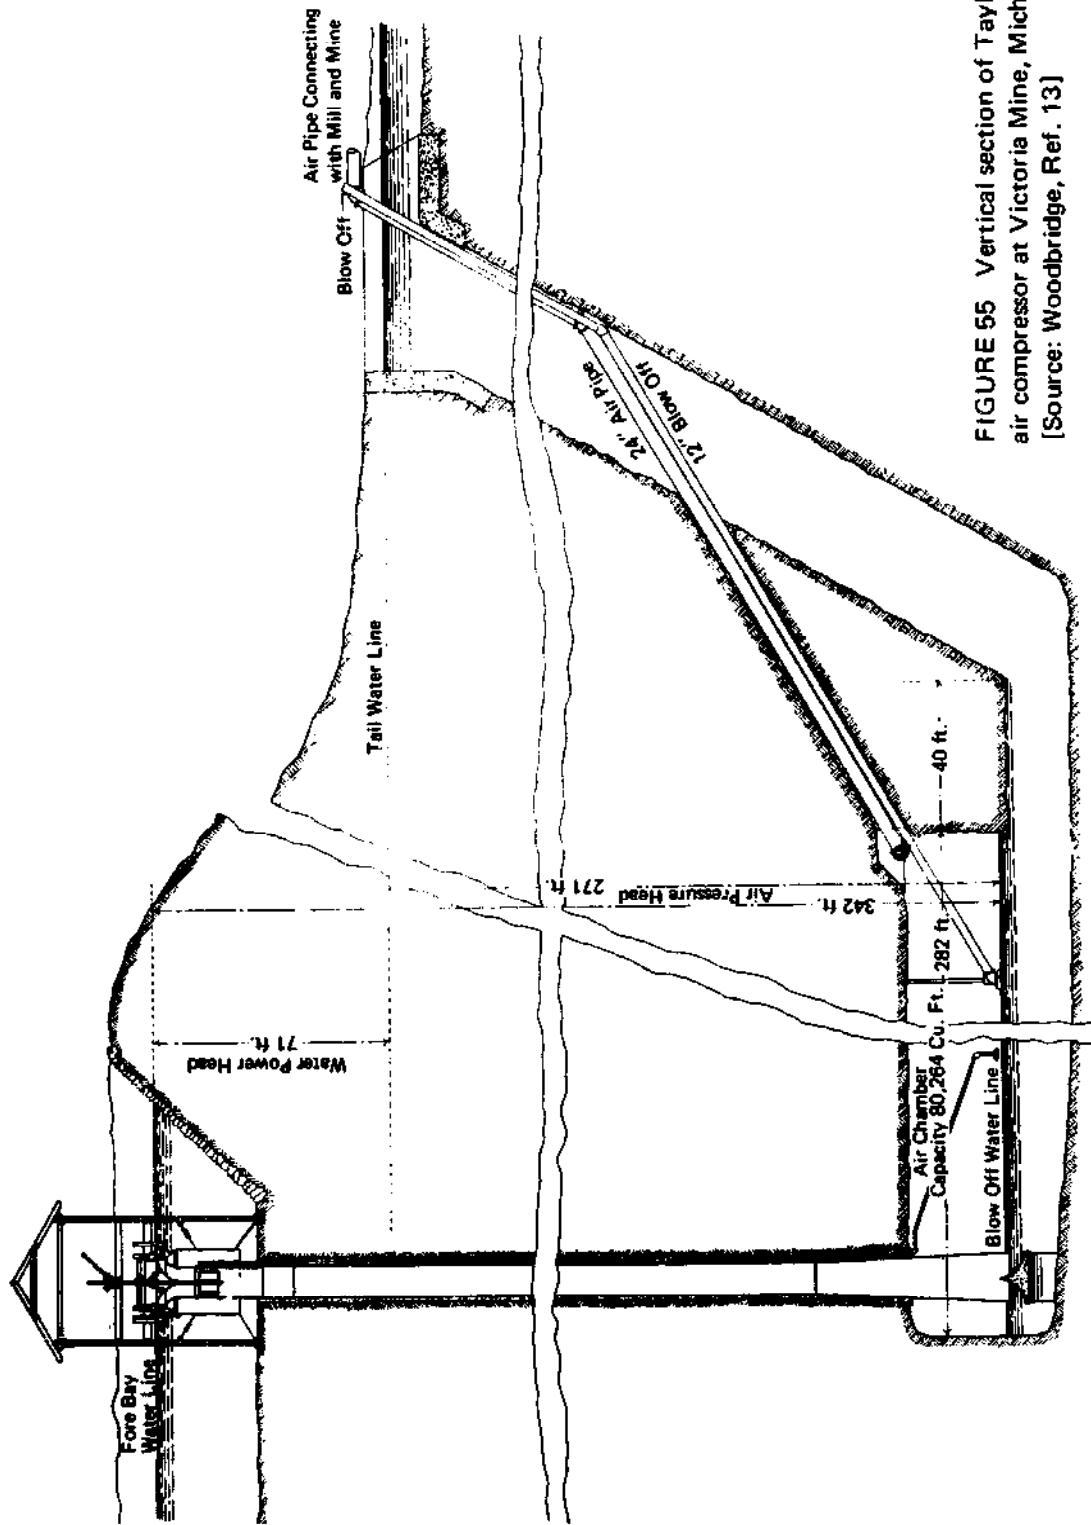 Air Pipe Connecting
with Mill and Mine
Blow Off
Tail Water Line
24" Air Pipe
12" Blow Off
Fore Bay
Water Line
Water Power Head
71 ft.
Air Pressure Head
271 ft.
342 ft.
40 ft.
282 ft.
Air Chamber
Capacity 80,264 Cu. Ft.
Blow Off Water Line
FIGURE 55 Vertical section of Tayl
air compressor at Victoria Mine, Mich
[Source: Woodbridge, Ref. 13]